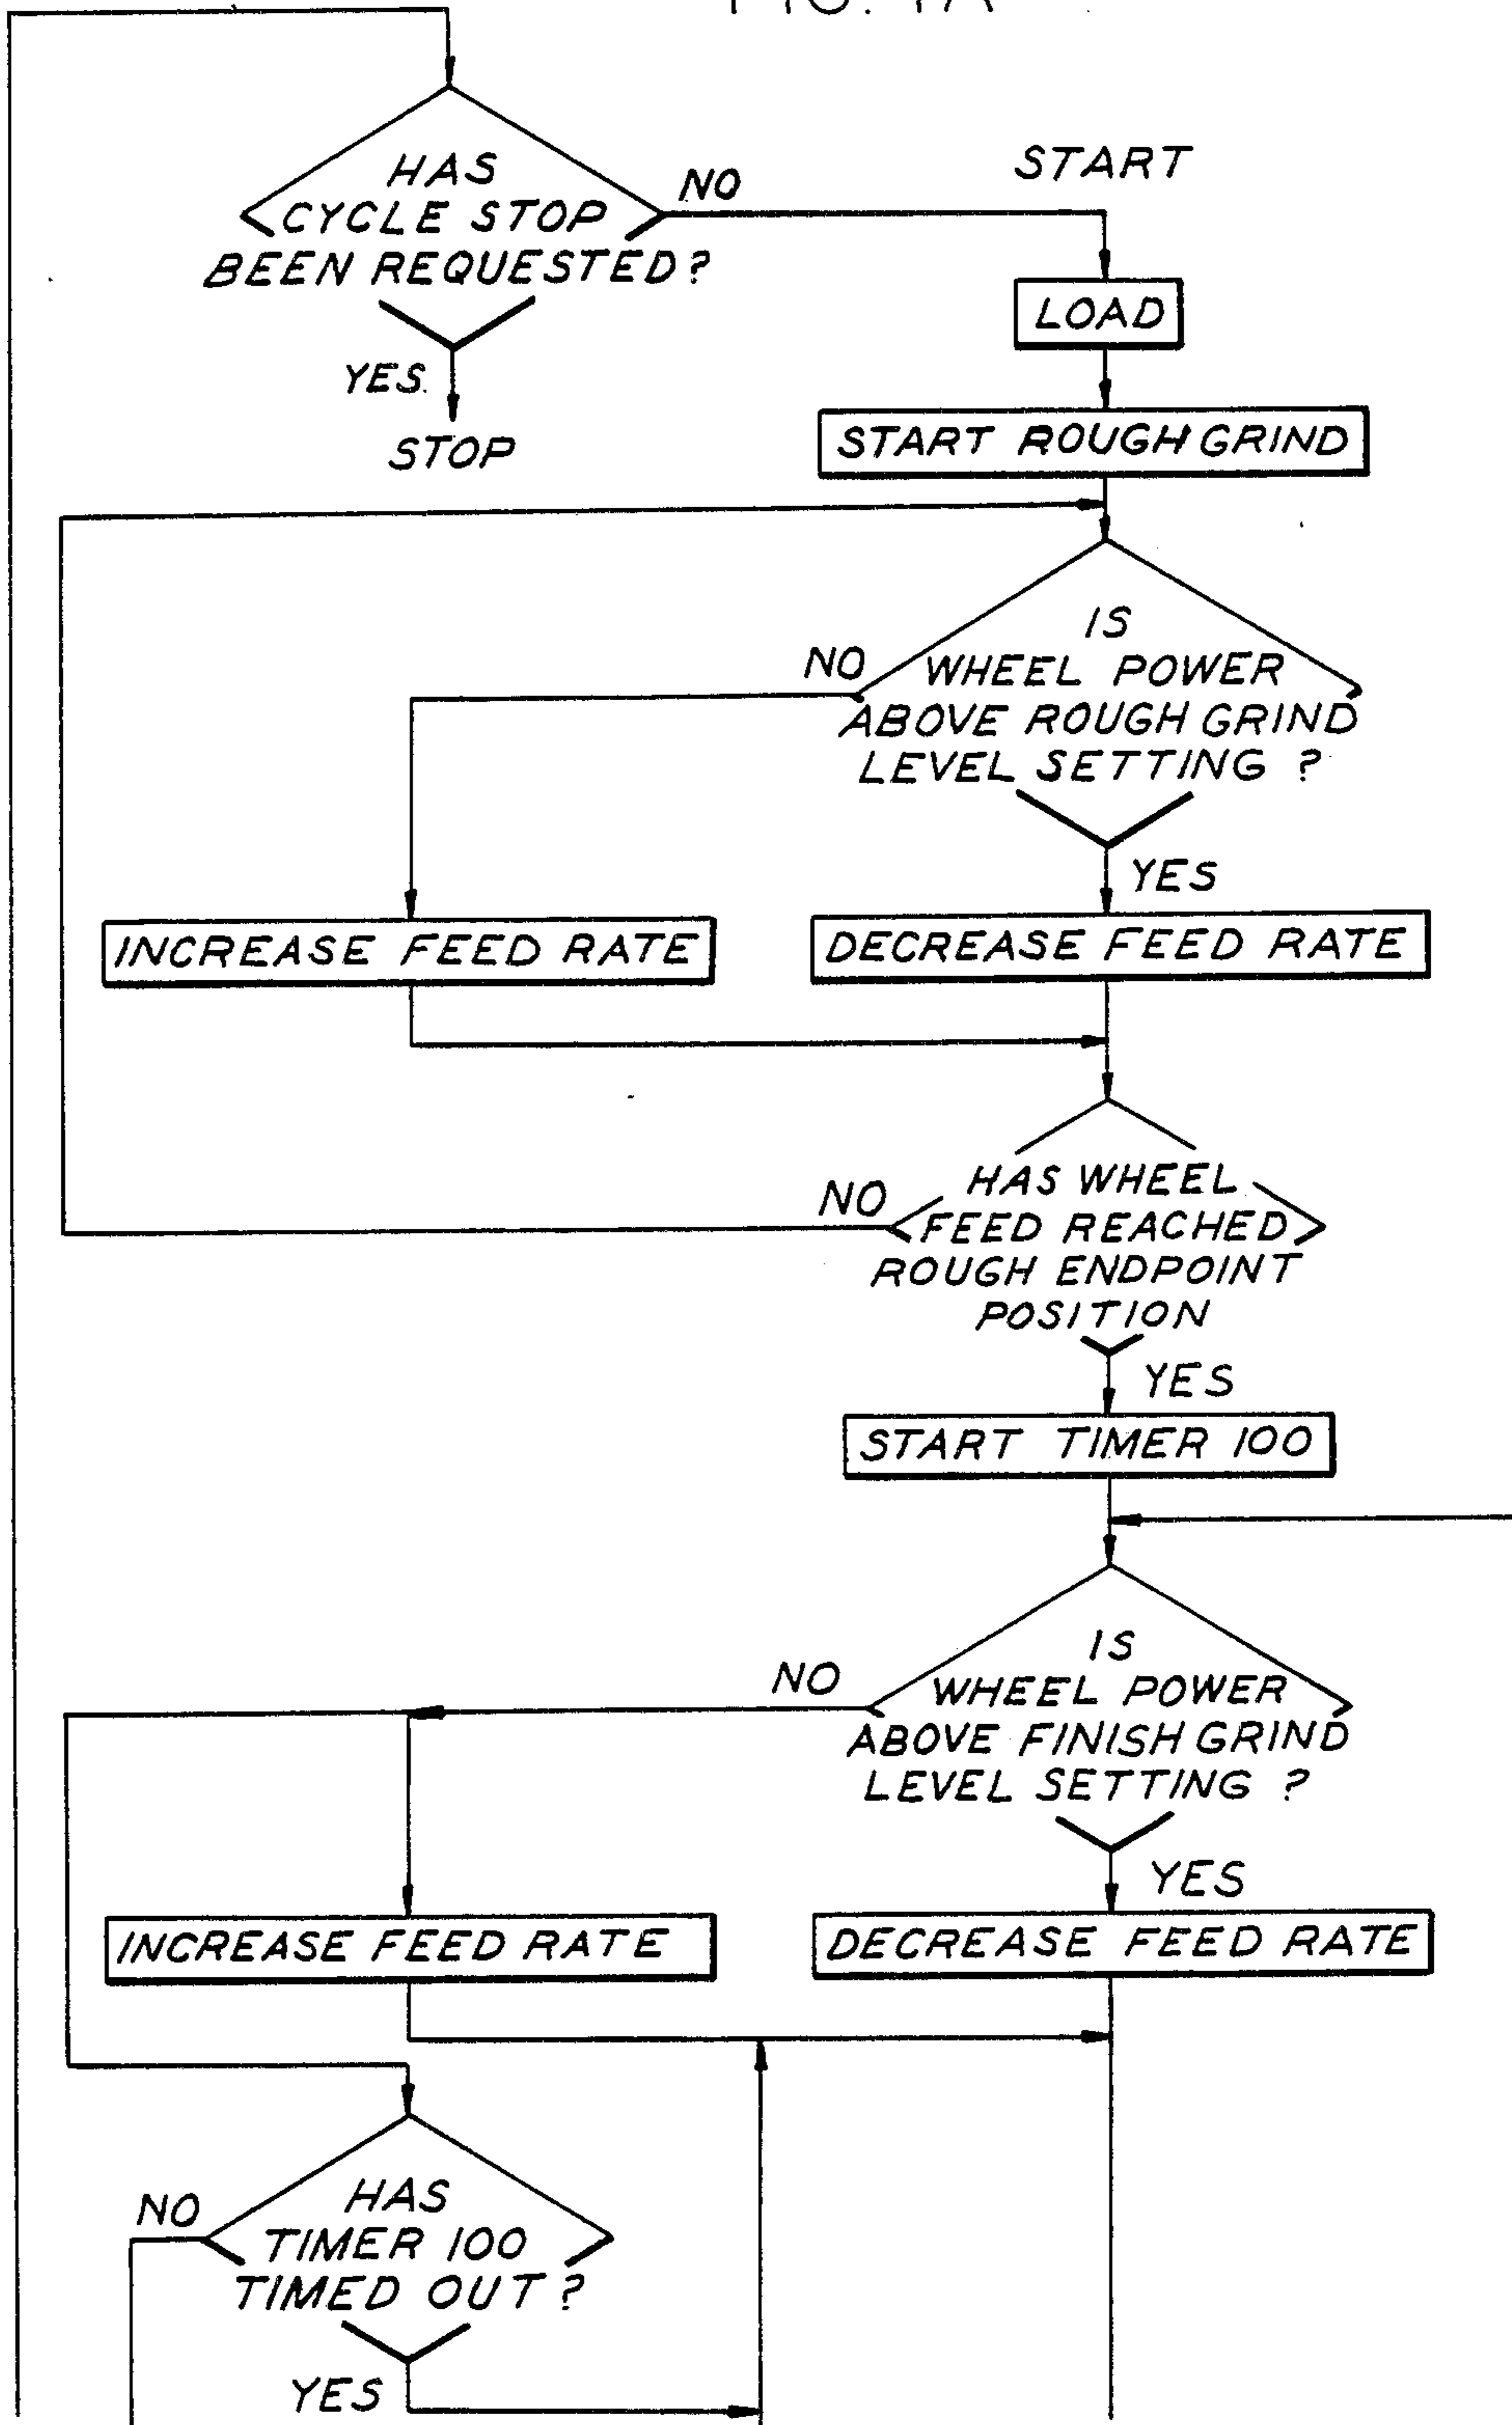 HAS
CYCLE STOP
BEEN REQUESTED?
NO
START
YES
STOP
LOAD
START ROUGH GRIND
IS
WHEEL POWER
ABOVE ROUGH GRIND
LEVEL SETTING ?
NO
YES
INCREASE FEED RATE
DECREASE FEED RATE
HAS WHEEL
FEED REACHED
ROUGH ENDPOINT
POSITION
NO
YES
START TIMER 100
IS
WHEEL POWER
ABOVE FINISH GRIND
LEVEL SETTING ?
NO
YES
INCREASE FEED RATE
DECREASE FEED RATE
HAS
TIMER 100
TIMED OUT ?
NO
YES